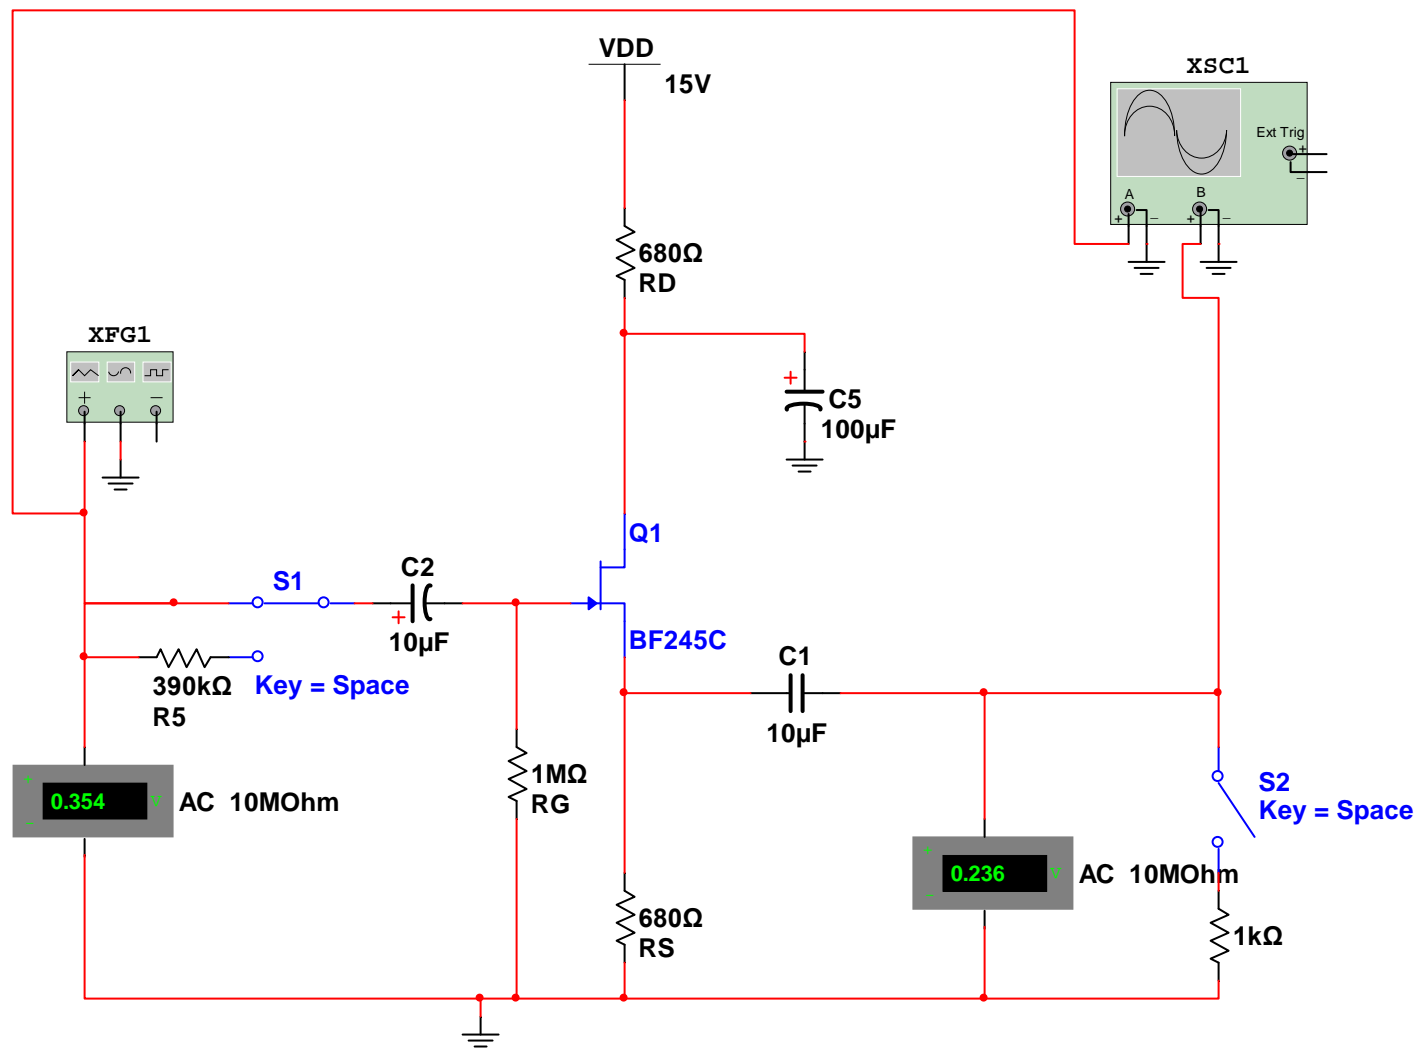 VDD
15V
XSC1
Ext Trig
+
−
A
B
+
−
+
−
680Ω
RD
XFG1
+
−
+
C5
100µF
Q1
S1
C2
+
10µF
BF245C
390kΩ
R5
Key = Space
C1
10µF
1MΩ
RG
+
0.354 V
−
AC 10MOhm
S2
Key = Space
+
0.236 V
−
AC 10MOhm
680Ω
RS
1kΩ